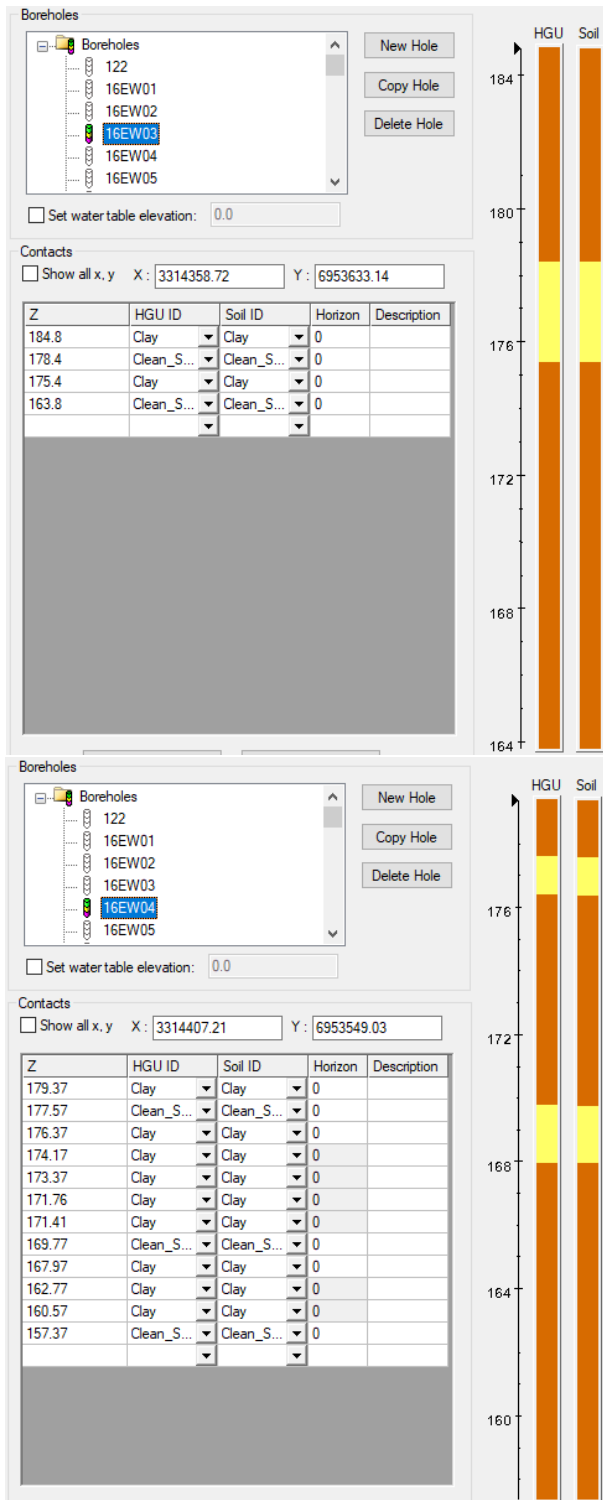 Boreholes
HGU Soil
Boreholes
New Hole
122
184
16EW01
Copy Hole
16EW02
16EW03
Delete Hole
16EW04
16EW05
Set water table elevation: 0.0
180
Contacts
Show all x, y X : 3314358.72 Y : 6953633.14
Z HGU ID Soil ID Horizon Description
184.8 Clay Clay 0
178.4 Clean_S... Clean_S... 0
176
175.4 Clay Clay 0
163.8 Clean_S... Clean_S... 0
172
168
164
Boreholes
HGU Soil
Boreholes
New Hole
122
16EW01
Copy Hole
16EW02
16EW03
Delete Hole
16EW04
176
16EW05
Set water table elevation: 0.0
Contacts
Show all x, y X : 3314407.21 Y : 6953549.03
172
Z HGU ID Soil ID Horizon Description
179.37 Clay Clay 0
177.57 Clean_S... Clean_S... 0
176.37 Clay Clay 0
174.17 Clay Clay 0
168
173.37 Clay Clay 0
171.76 Clay Clay 0
171.41 Clay Clay 0
169.77 Clean_S... Clean_S... 0
167.97 Clay Clay 0
162.77 Clay Clay 0
164
160.57 Clay Clay 0
157.37 Clean_S... Clean_S... 0
160